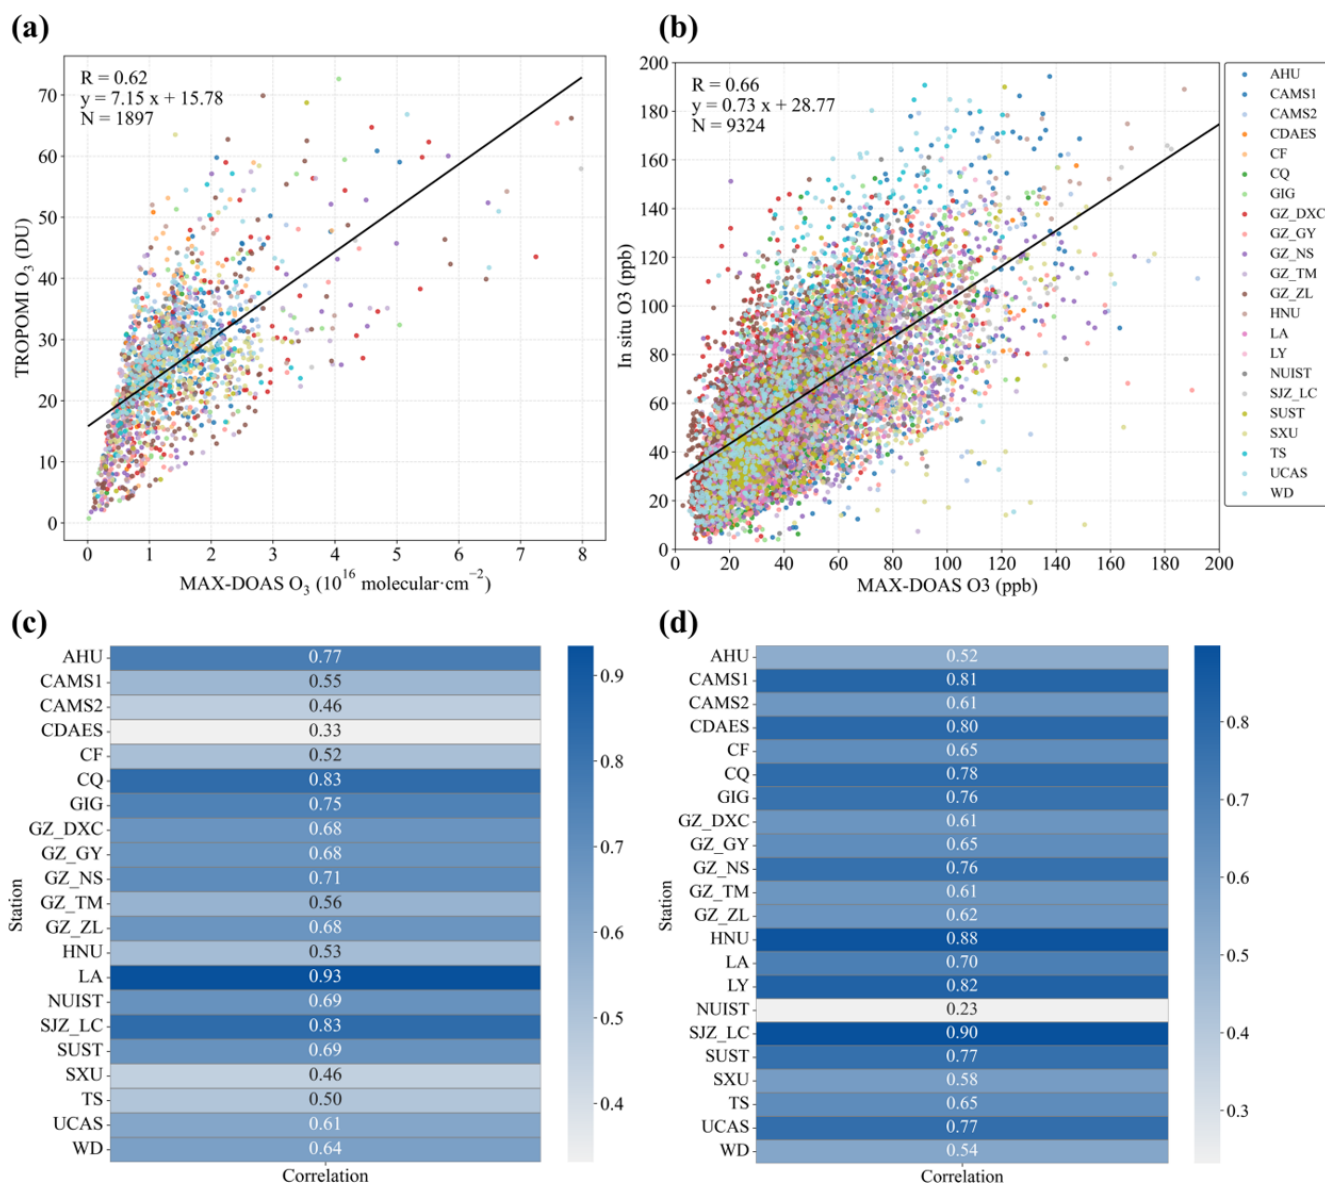 (a)
R = 0.62
y = 7.15 x + 15.78
N = 1897
TROPOMI O3 (DU)
70
60
50
40
30
20
10
0
0 1 2 3 4 5 6 7 8
MAX-DOAS O3 (10^16 molecular·cm^−2)
(b)
R = 0.66
y = 0.73 x + 28.77
N = 9324
In situ O3 (ppb)
200
180
160
140
120
100
80
60
40
20
0
0 20 40 60 80 100 120 140 160 180 200
MAX-DOAS O3 (ppb)
AHU
CAMS1
CAMS2
CDAES
CF
CQ
GIG
GZ_DXC
GZ_GY
GZ_NS
GZ_TM
GZ_ZL
HNU
LA
LY
NUIST
SJZ_LC
SUST
SXU
TS
UCAS
WD
(c)
Station
AHU 0.77
CAMS1 0.55
CAMS2 0.46
CDAES 0.33
CF 0.52
CQ 0.83
GIG 0.75
GZ_DXC 0.68
GZ_GY 0.68
GZ_NS 0.71
GZ_TM 0.56
GZ_ZL 0.68
HNU 0.53
LA 0.93
NUIST 0.69
SJZ_LC 0.83
SUST 0.69
SXU 0.46
TS 0.50
UCAS 0.61
WD 0.64
Correlation
0.9
0.8
0.7
0.6
0.5
0.4
(d)
Station
AHU 0.52
CAMS1 0.81
CAMS2 0.61
CDAES 0.80
CF 0.65
CQ 0.78
GIG 0.76
GZ_DXC 0.61
GZ_GY 0.65
GZ_NS 0.76
GZ_TM 0.61
GZ_ZL 0.62
HNU 0.88
LA 0.70
LY 0.82
NUIST 0.23
SJZ_LC 0.90
SUST 0.77
SXU 0.58
TS 0.65
UCAS 0.77
WD 0.54
Correlation
0.8
0.7
0.6
0.5
0.4
0.3